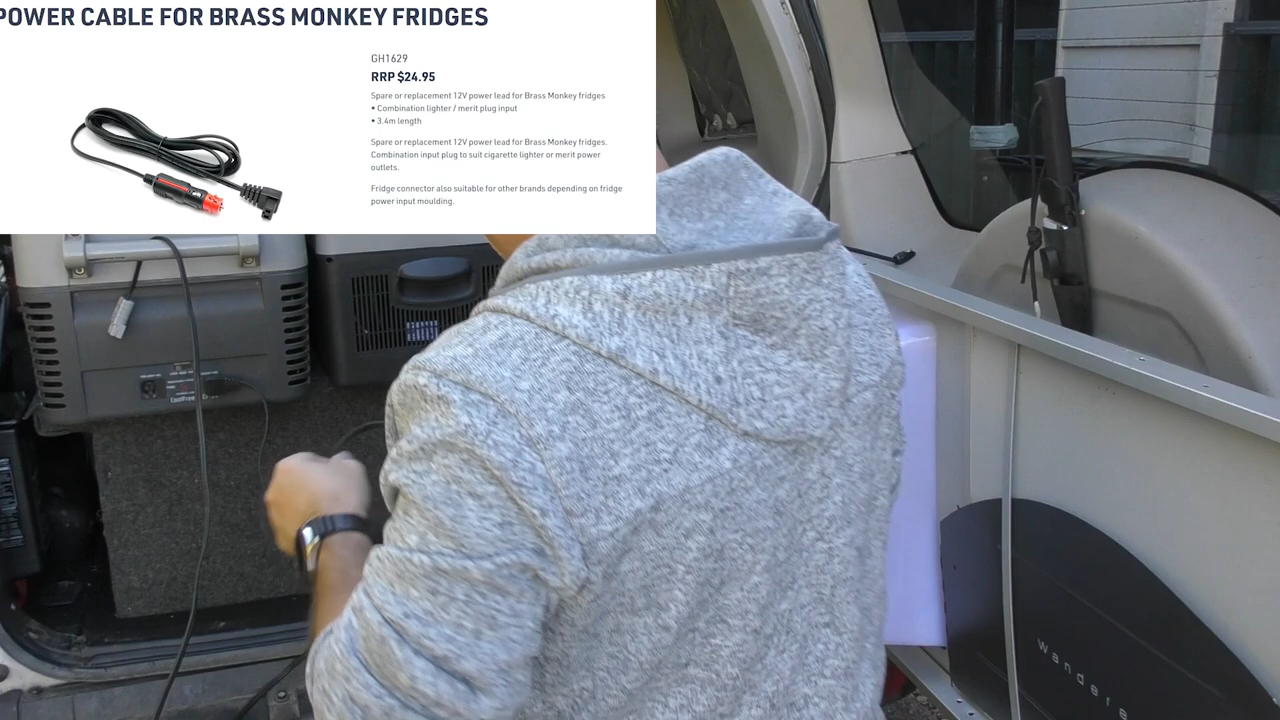 POWER CABLE FOR BRASS MONKEY FRIDGES
GH1629
RRP $24.95
Spare or replacement 12V power lead for Brass Monkey fridges
• Combination lighter / merit plug input
• 3.4m length
Spare or replacement 12V power lead for Brass Monkey fridges.
Combination input plug to suit cigarette lighter or merit power
outlets.
Fridge connector also suitable for other brands depending on fridge
power input moulding.
wandere